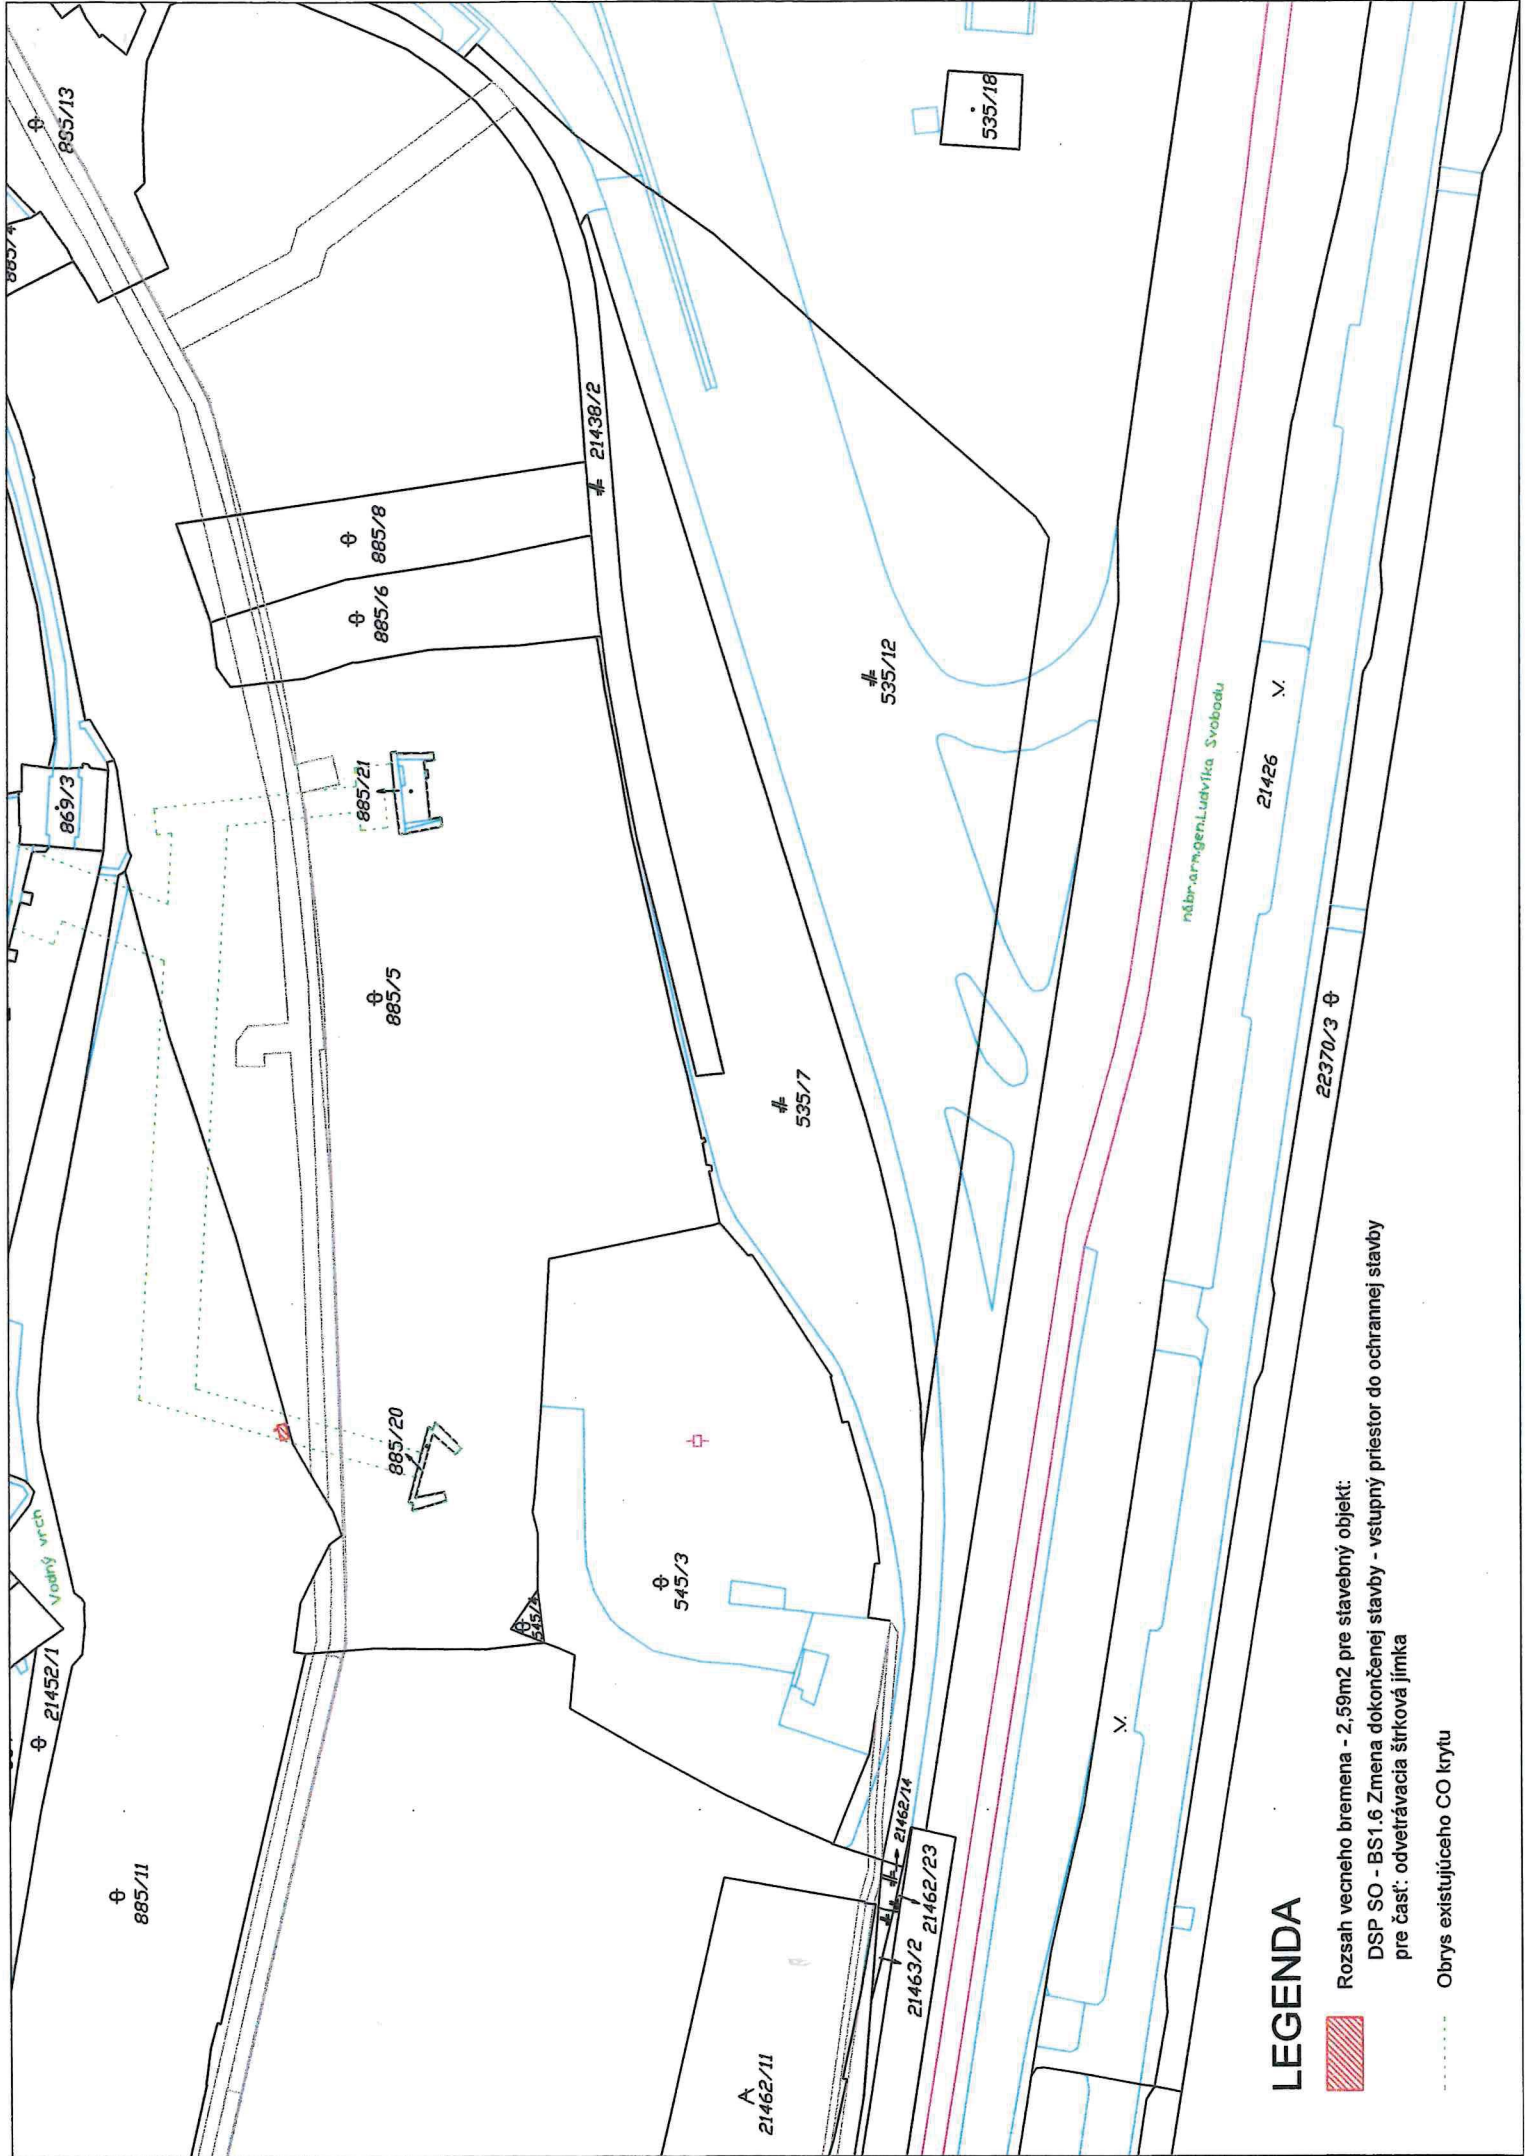 885/11
21452/1
Vodný vrch
869/3
885/4
885/13
885/20
885/5
885/21
885/6
885/8
21438/2
545/4
545/3
535/7
535/12
535/18
A
21462/11
21463/2
21462/23
21462/14
nábr.arm.gen.Ludvíka Svobodu
21426
22370/3
LEGENDA
Rozsah vecneho bremena - 2,59m2 pre stavebný objekt:
DSP SO - BS1.6 Zmena dokončenej stavby - vstupný priestor do ochrannej stavby
pre časť: odvetrávacia štrková jímka
Obrys existujúceho CO krytu